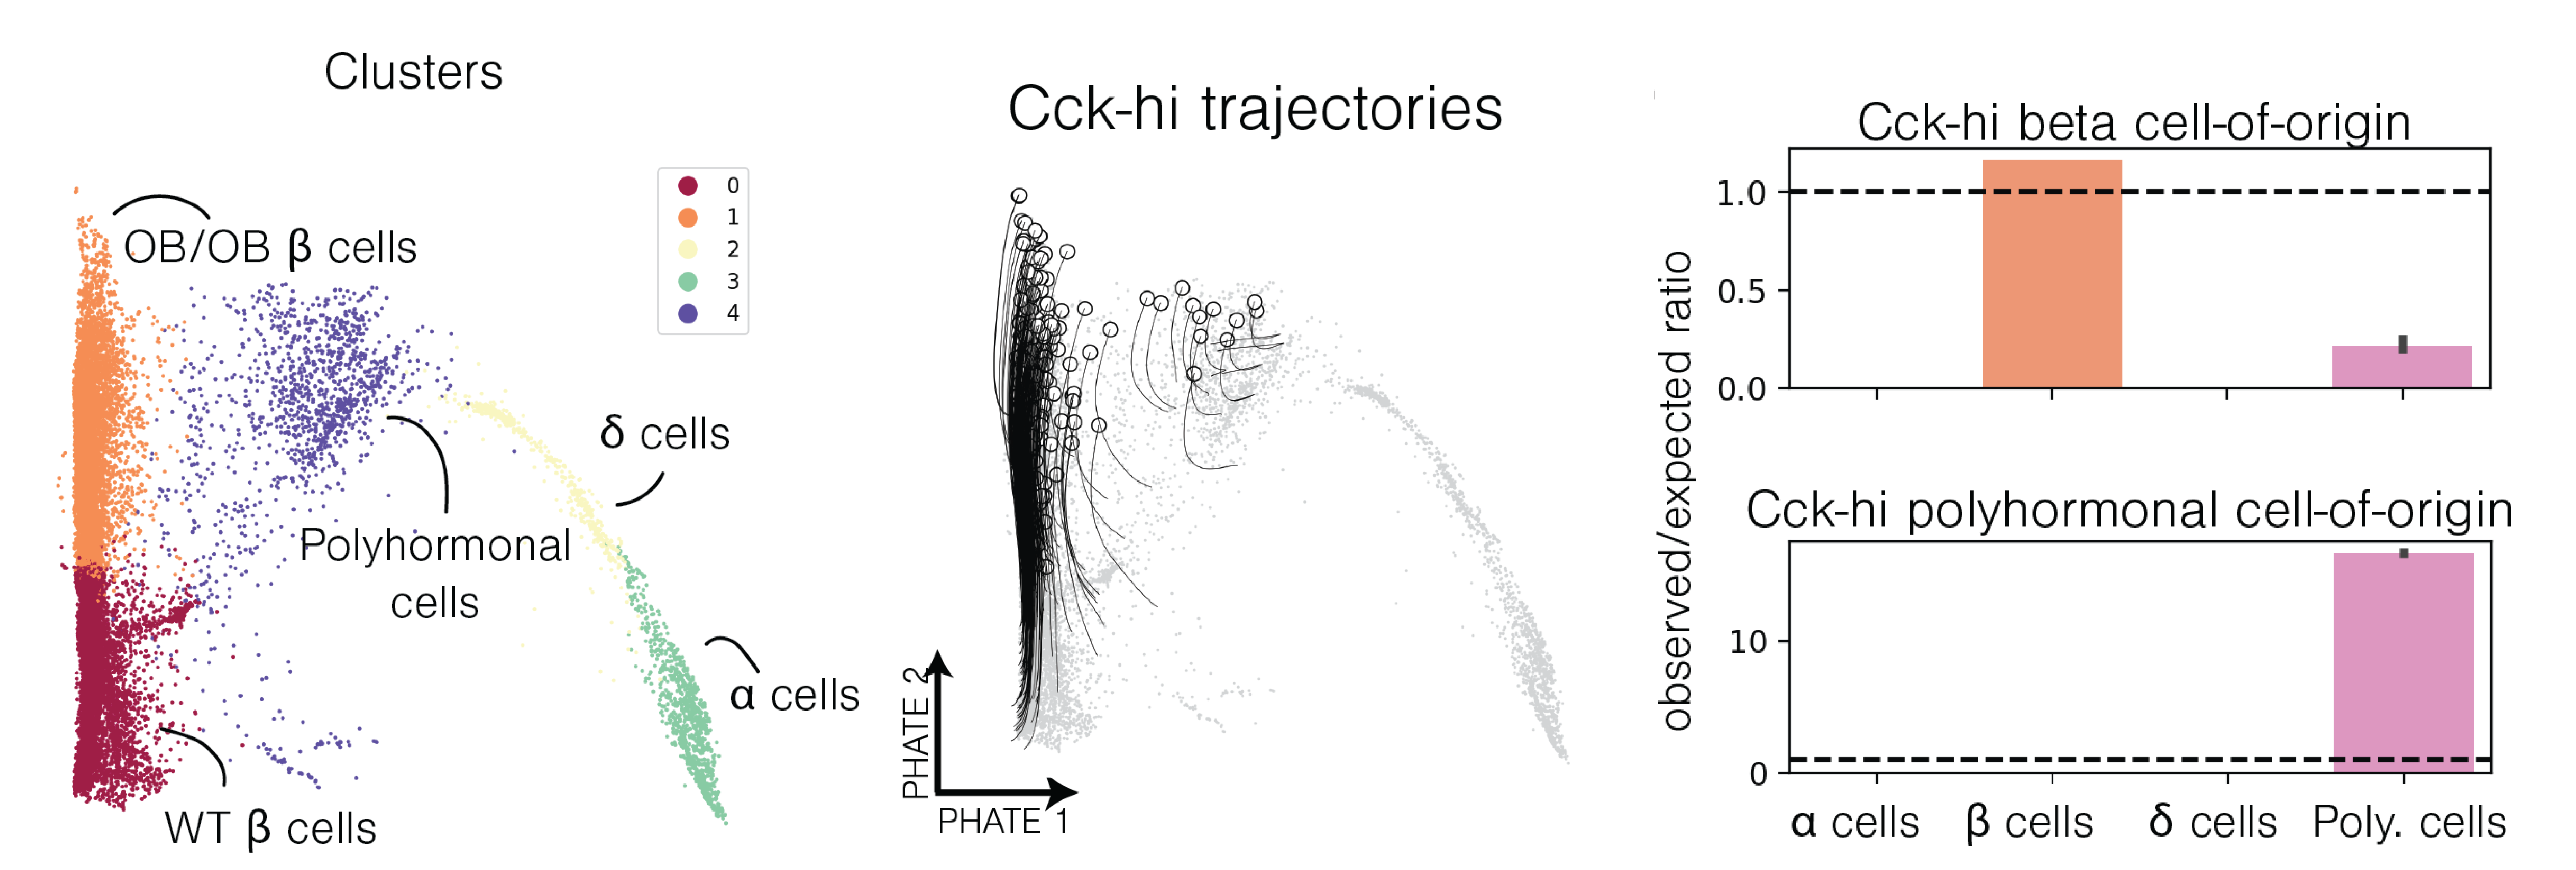 Clusters
0
1
2
3
4
OB/OB β cells
δ cells
Polyhormonal
cells
α cells
WT β cells
Cck-hi trajectories
PHATE 2
PHATE 1
Cck-hi beta cell-of-origin
1.0
0.5
0.0
observed/expected ratio
Cck-hi polyhormonal cell-of-origin
10
0
α cells
β cells
δ cells
Poly. cells